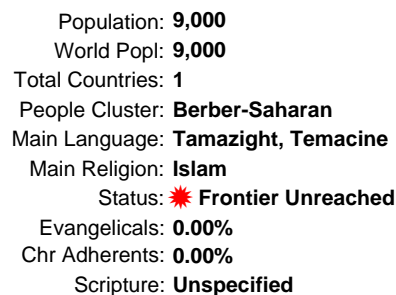 Population: 9,000
World Popl: 9,000
Total Countries: 1
People Cluster: Berber-Saharan
Main Language: Tamazight, Temacine
Main Religion: Islam
Status: Frontier Unreached
Evangelicals: 0.00%
Chr Adherents: 0.00%
Scripture: Unspecified